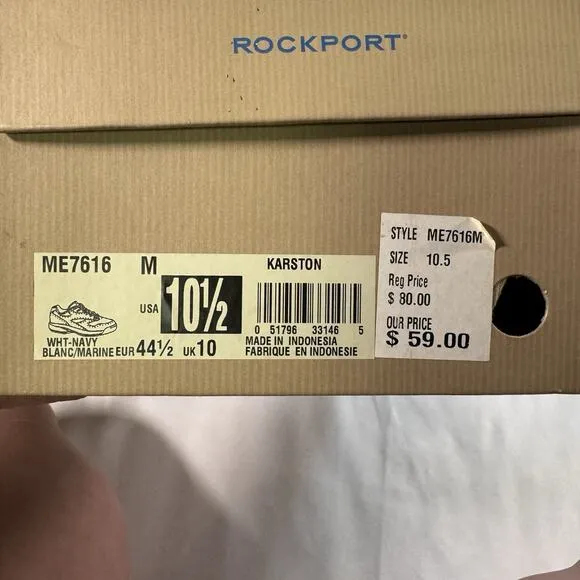 ROCKPORT®
ME7616 M KARSTON
USA 10½
0 51796 33146 5
WHT-NAVY MADE IN INDONESIA
BLANC/MARINE EUR 44½ UK 10 FABRIQUE EN INDONESIE
STYLE ME7616M
SIZE 10.5
Reg Price
$ 80.00
OUR PRICE
$ 59.00